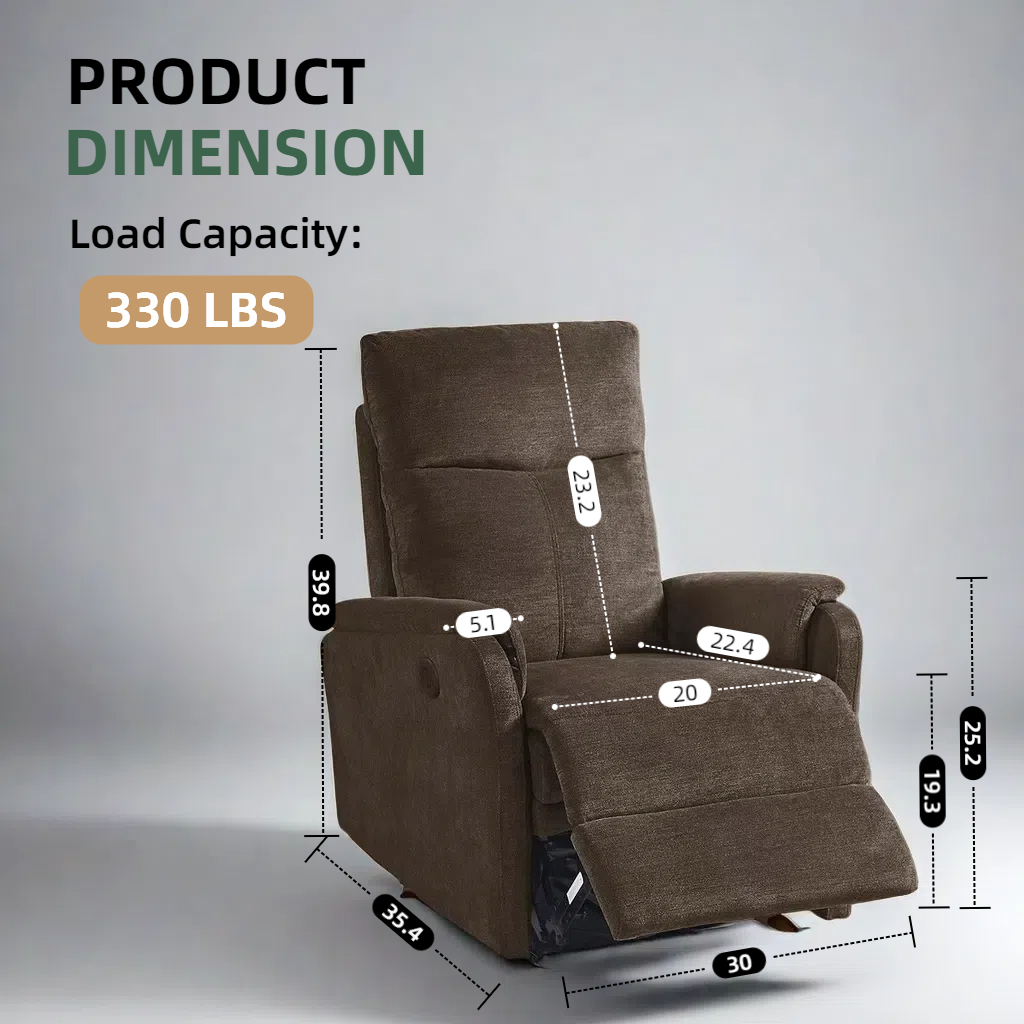 PRODUCT
DIMENSION
Load Capacity:
330 LBS
23.2
39.8
5.1
22.4
20
25.2
19.3
35.4
30